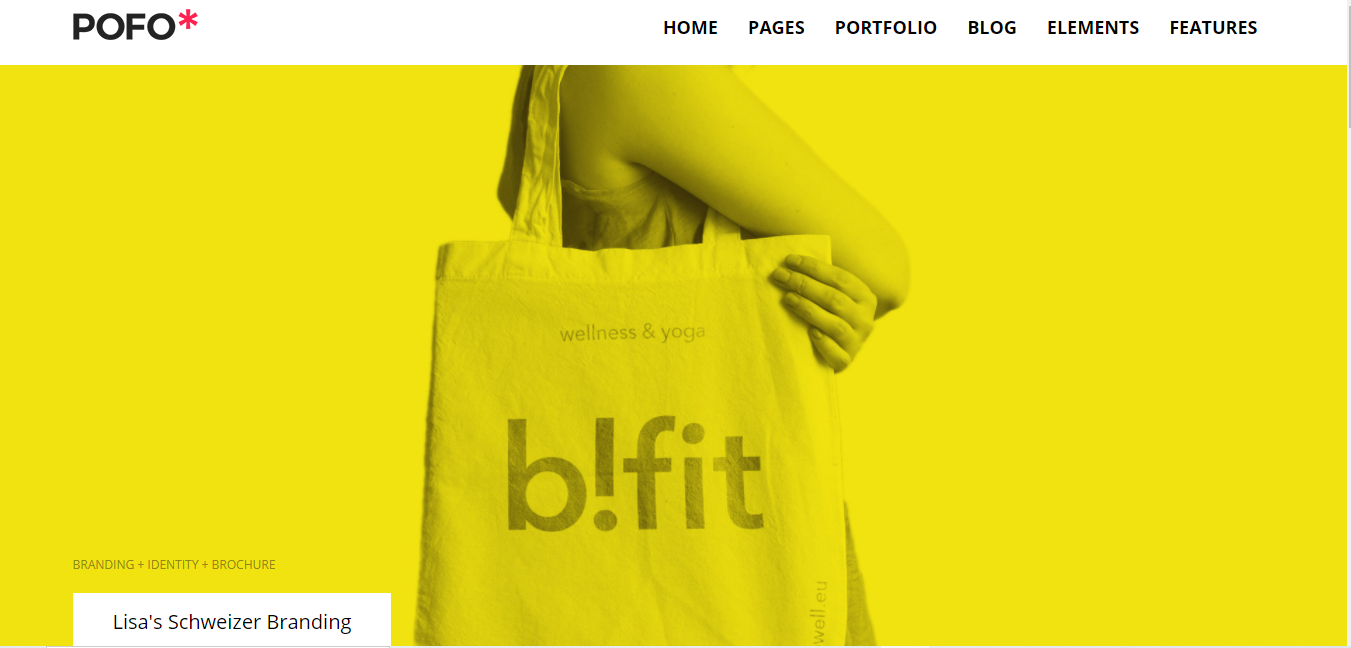 POFO*
HOME PAGES PORTFOLIO BLOG ELEMENTS FEATURES
wellness & yoga
b!fit
well.eu
BRANDING + IDENTITY + BROCHURE
Lisa's Schweizer Branding